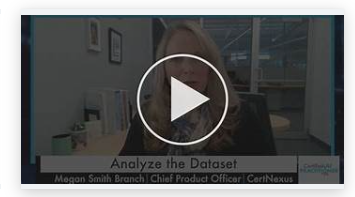 Analyze the Dataset
Megan Smith Branch | Chief Product Officer | CertNexus